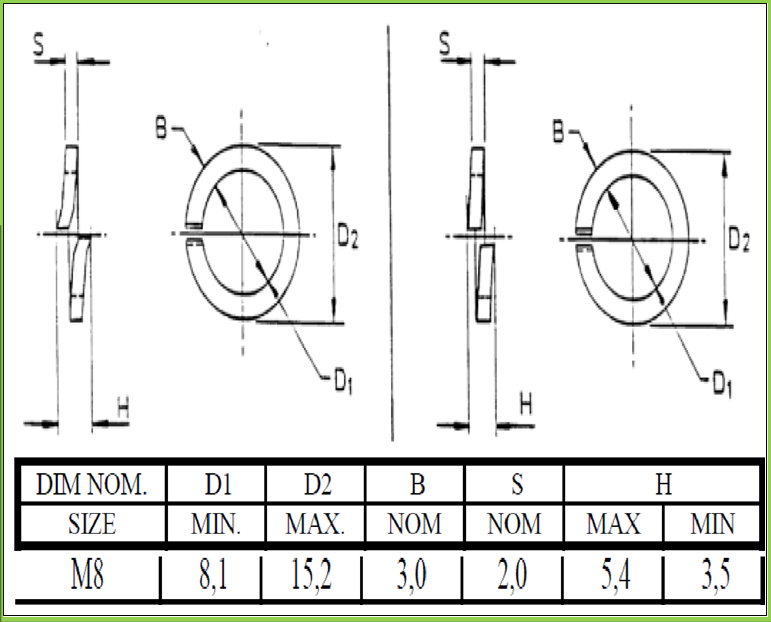 S
B
D2
D1
H
S
B
D2
D1
H
DIM NOM. D1 D2 B S H
SIZE MIN. MAX. NOM NOM MAX MIN
M8 8,1 15,2 3,0 2,0 5,4 3,5